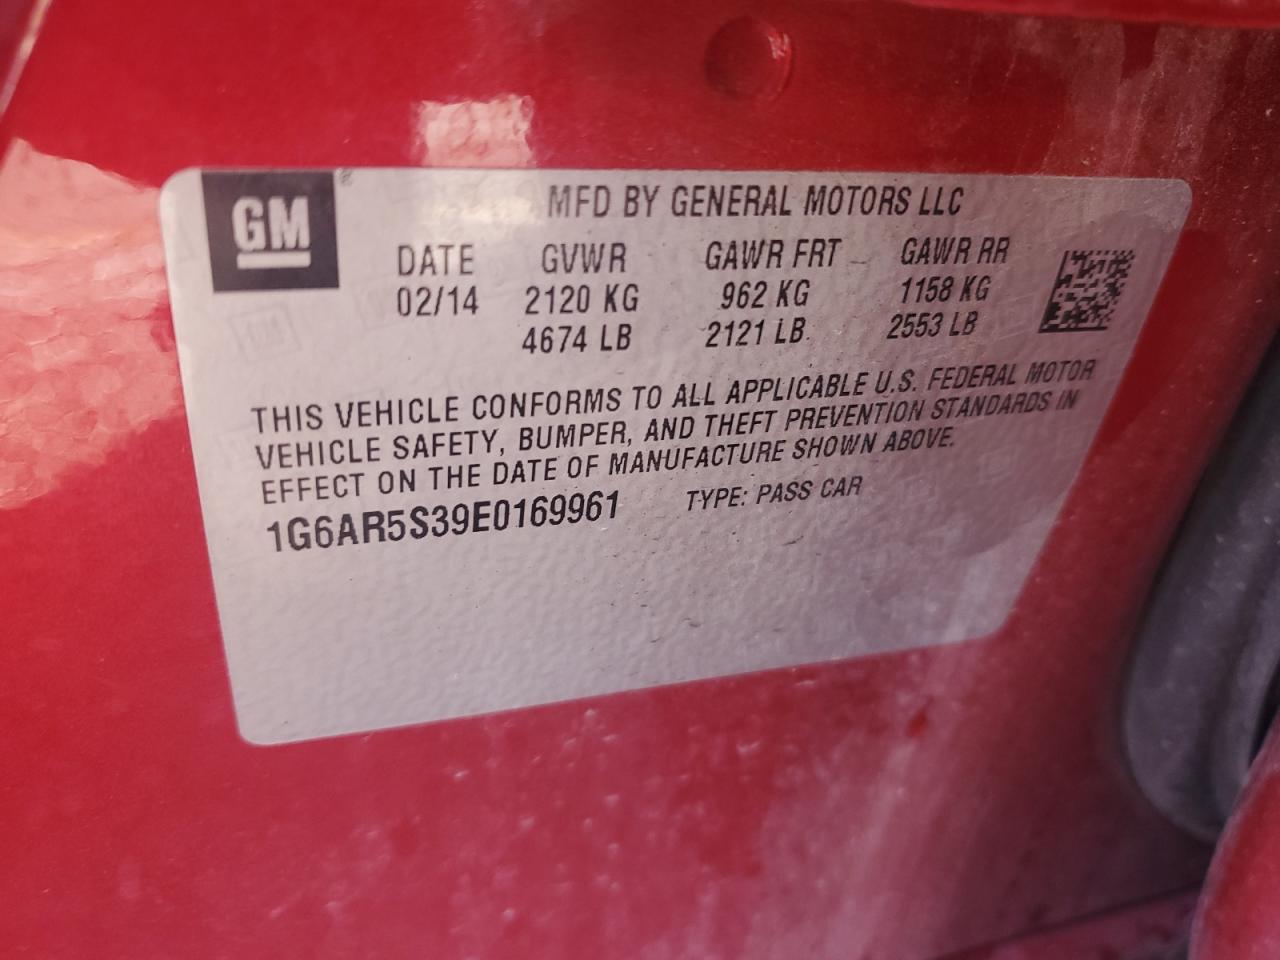 GM
MFD BY GENERAL MOTORS LLC
DATE GVWR GAWR FRT GAWR RR
02/14 2120 KG 962 KG 1158 KG
4674 LB 2121 LB 2553 LB
THIS VEHICLE CONFORMS TO ALL APPLICABLE U.S. FEDERAL MOTOR
VEHICLE SAFETY, BUMPER, AND THEFT PREVENTION STANDARDS IN
EFFECT ON THE DATE OF MANUFACTURE SHOWN ABOVE.
1G6AR5S39E0169961 TYPE: PASS CAR